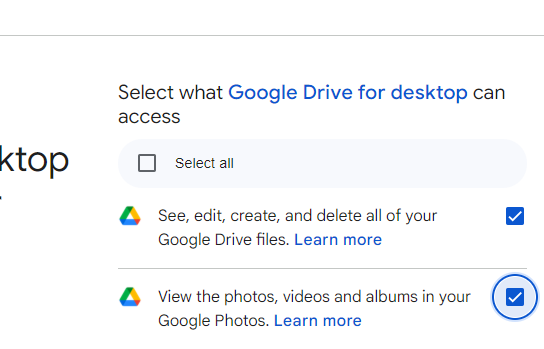 Select what Google Drive for desktop can
access
ktop
Select all
See, edit, create, and delete all of your
Google Drive files. Learn more
View the photos, videos and albums in your
Google Photos. Learn more